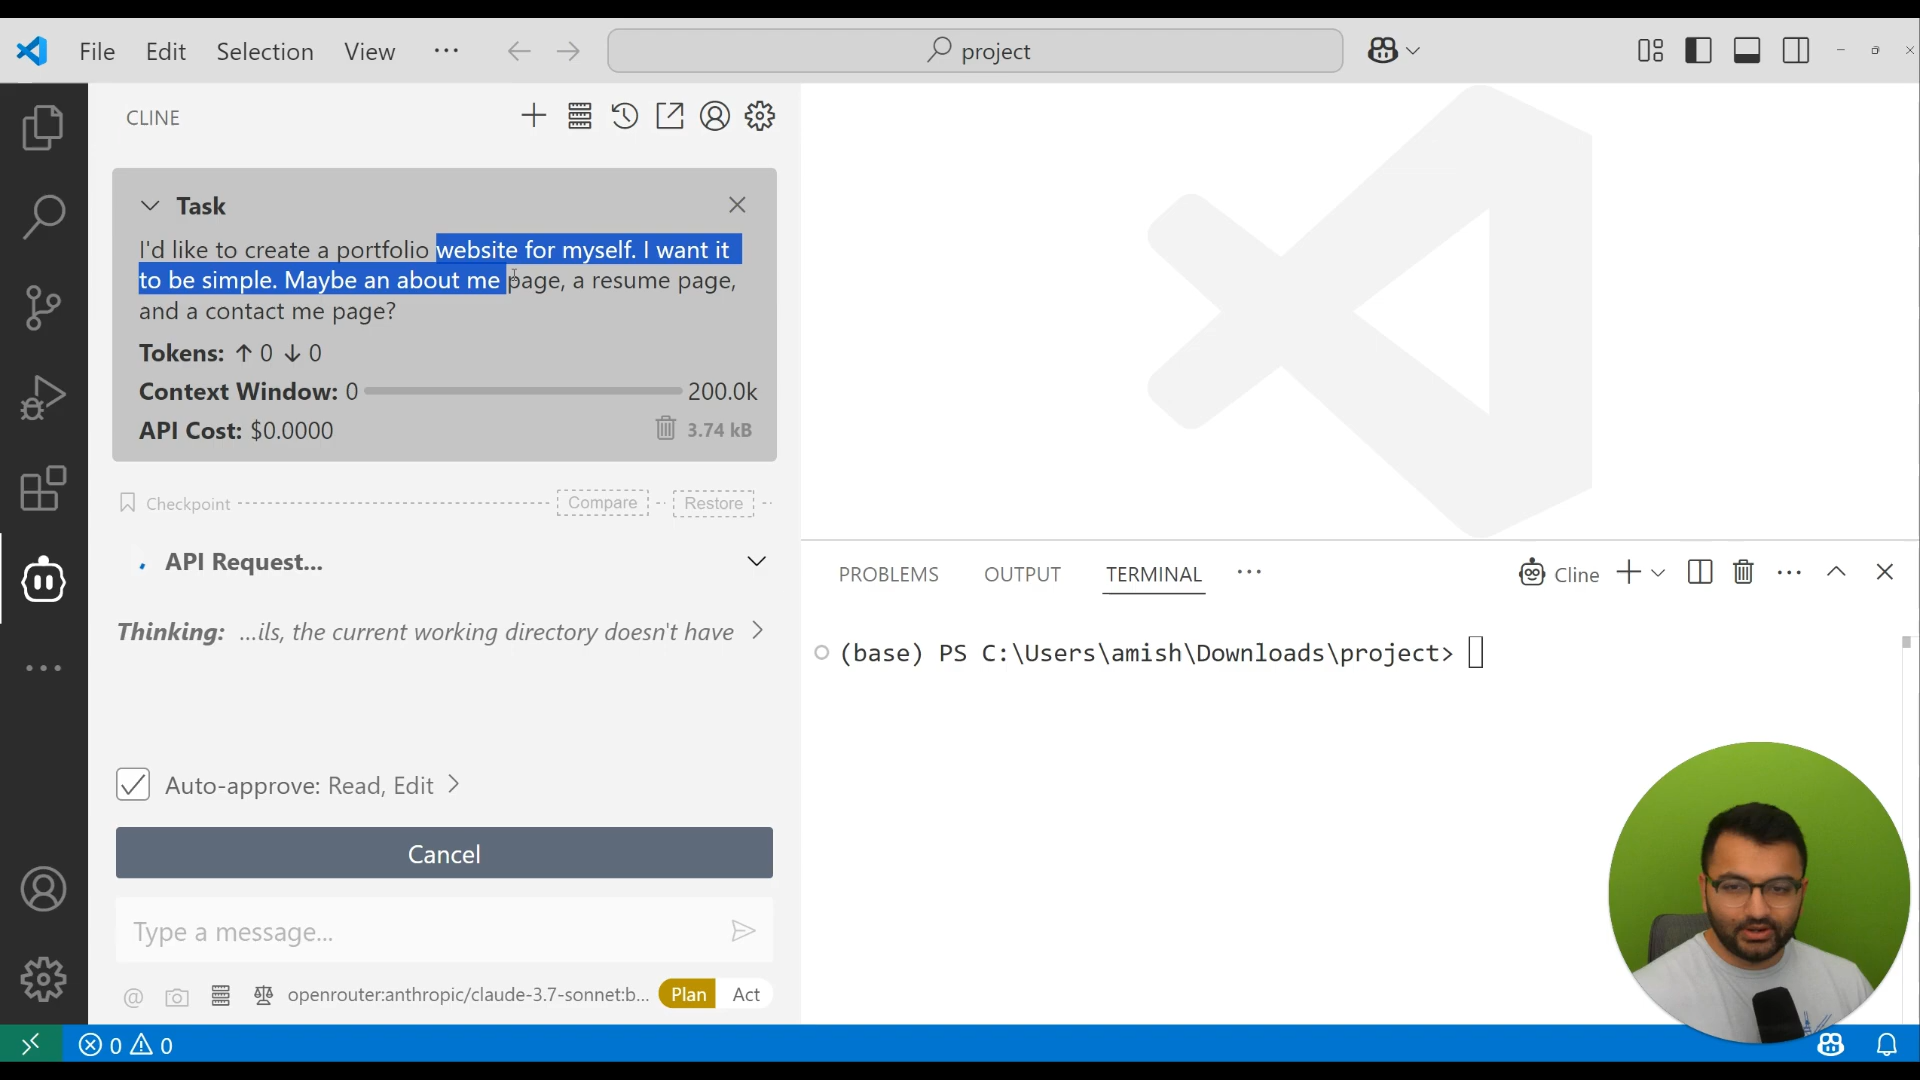 File Edit Selection View ···
project
CLINE
Task
I'd like to create a portfolio website for myself. I want it
to be simple. Maybe an about me page, a resume page,
and a contact me page?
Tokens: ↑ 0 ↓ 0
Context Window: 0 200.0k
API Cost: $0.0000 3.74 kB
Checkpoint Compare Restore
API Request...
Thinking: ...ils, the current working directory doesn't have
Auto-approve: Read, Edit
Cancel
Type a message...
@ openrouter:anthropic/claude-3.7-sonnet:b... Plan Act
PROBLEMS OUTPUT TERMINAL ··· Cline
(base) PS C:\Users\amish\Downloads\project>
0 0